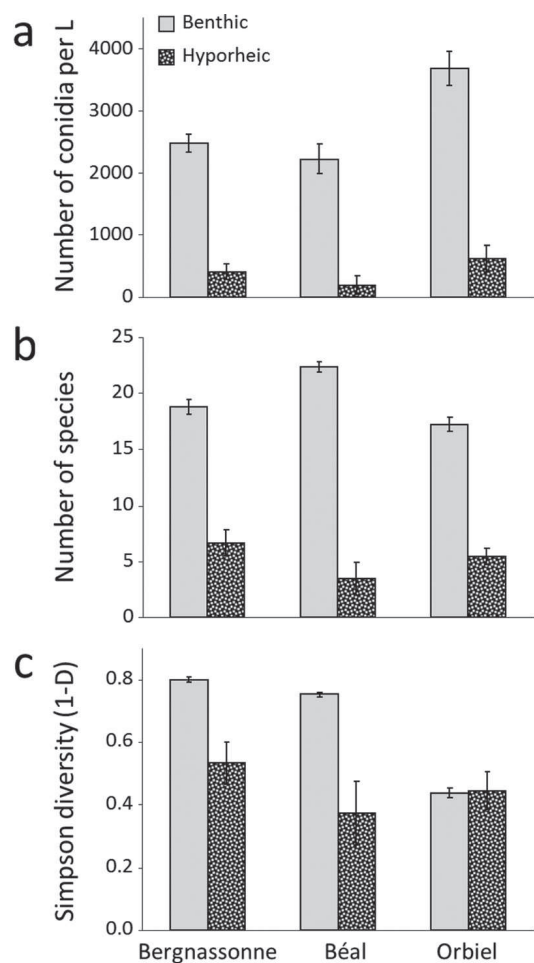 a
Number of conidia per L
Benthic
Hyporheic
4000
3000
2000
1000
0
b
Number of species
25
20
15
10
5
0
c
Simpson diversity (1-D)
0.8
0.6
0.4
0.2
0.0
Bergnassonne Béal Orbiel